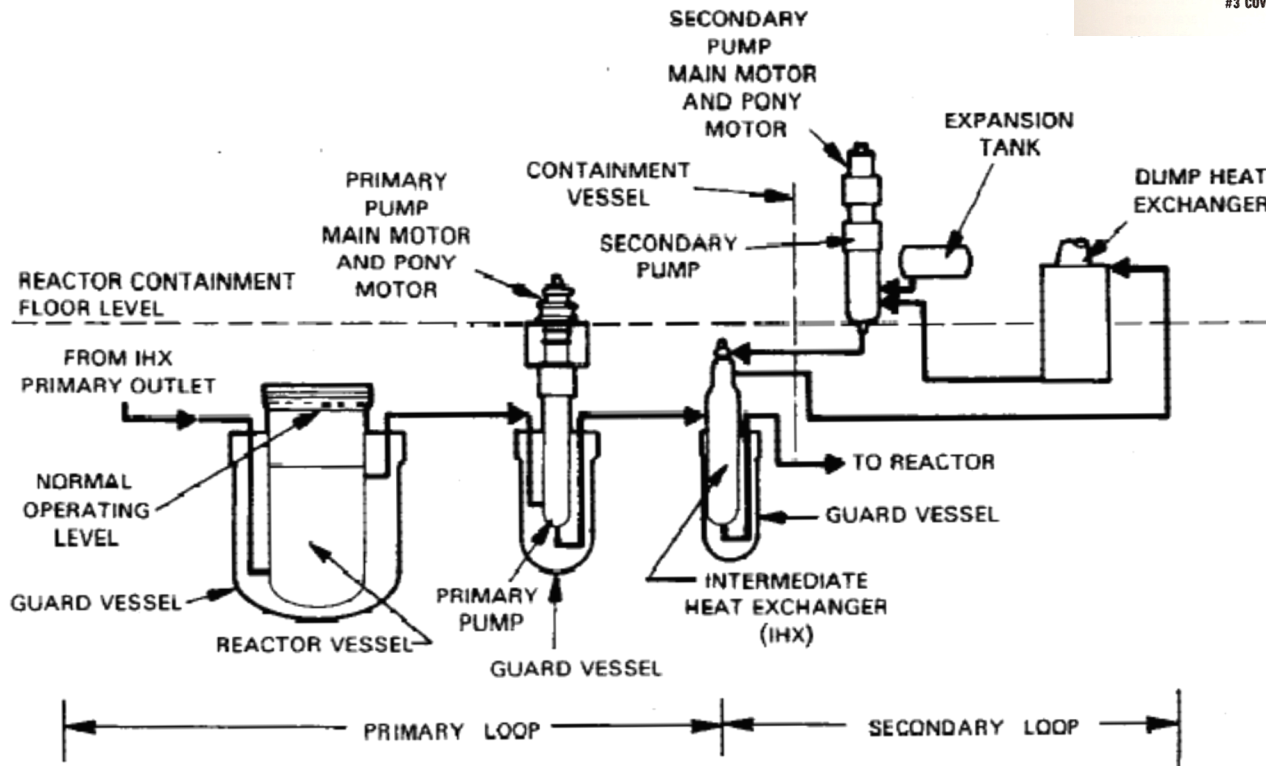 #3
SECONDARY
PUMP
MAIN MOTOR
AND PONY
MOTOR
EXPANSION
TANK
DUMP HEAT
EXCHANGER
CONTAINMENT
VESSEL
PRIMARY
PUMP
MAIN MOTOR
AND PONY
MOTOR
SECONDARY
PUMP
REACTOR CONTAINMENT
FLOOR LEVEL
FROM IHX
PRIMARY OUTLET
NORMAL
OPERATING
LEVEL
TO REACTOR
GUARD VESSEL
GUARD VESSEL
REACTOR VESSEL
PRIMARY
PUMP
GUARD VESSEL
INTERMEDIATE
HEAT EXCHANGER
(IHX)
PRIMARY LOOP
SECONDARY LOOP